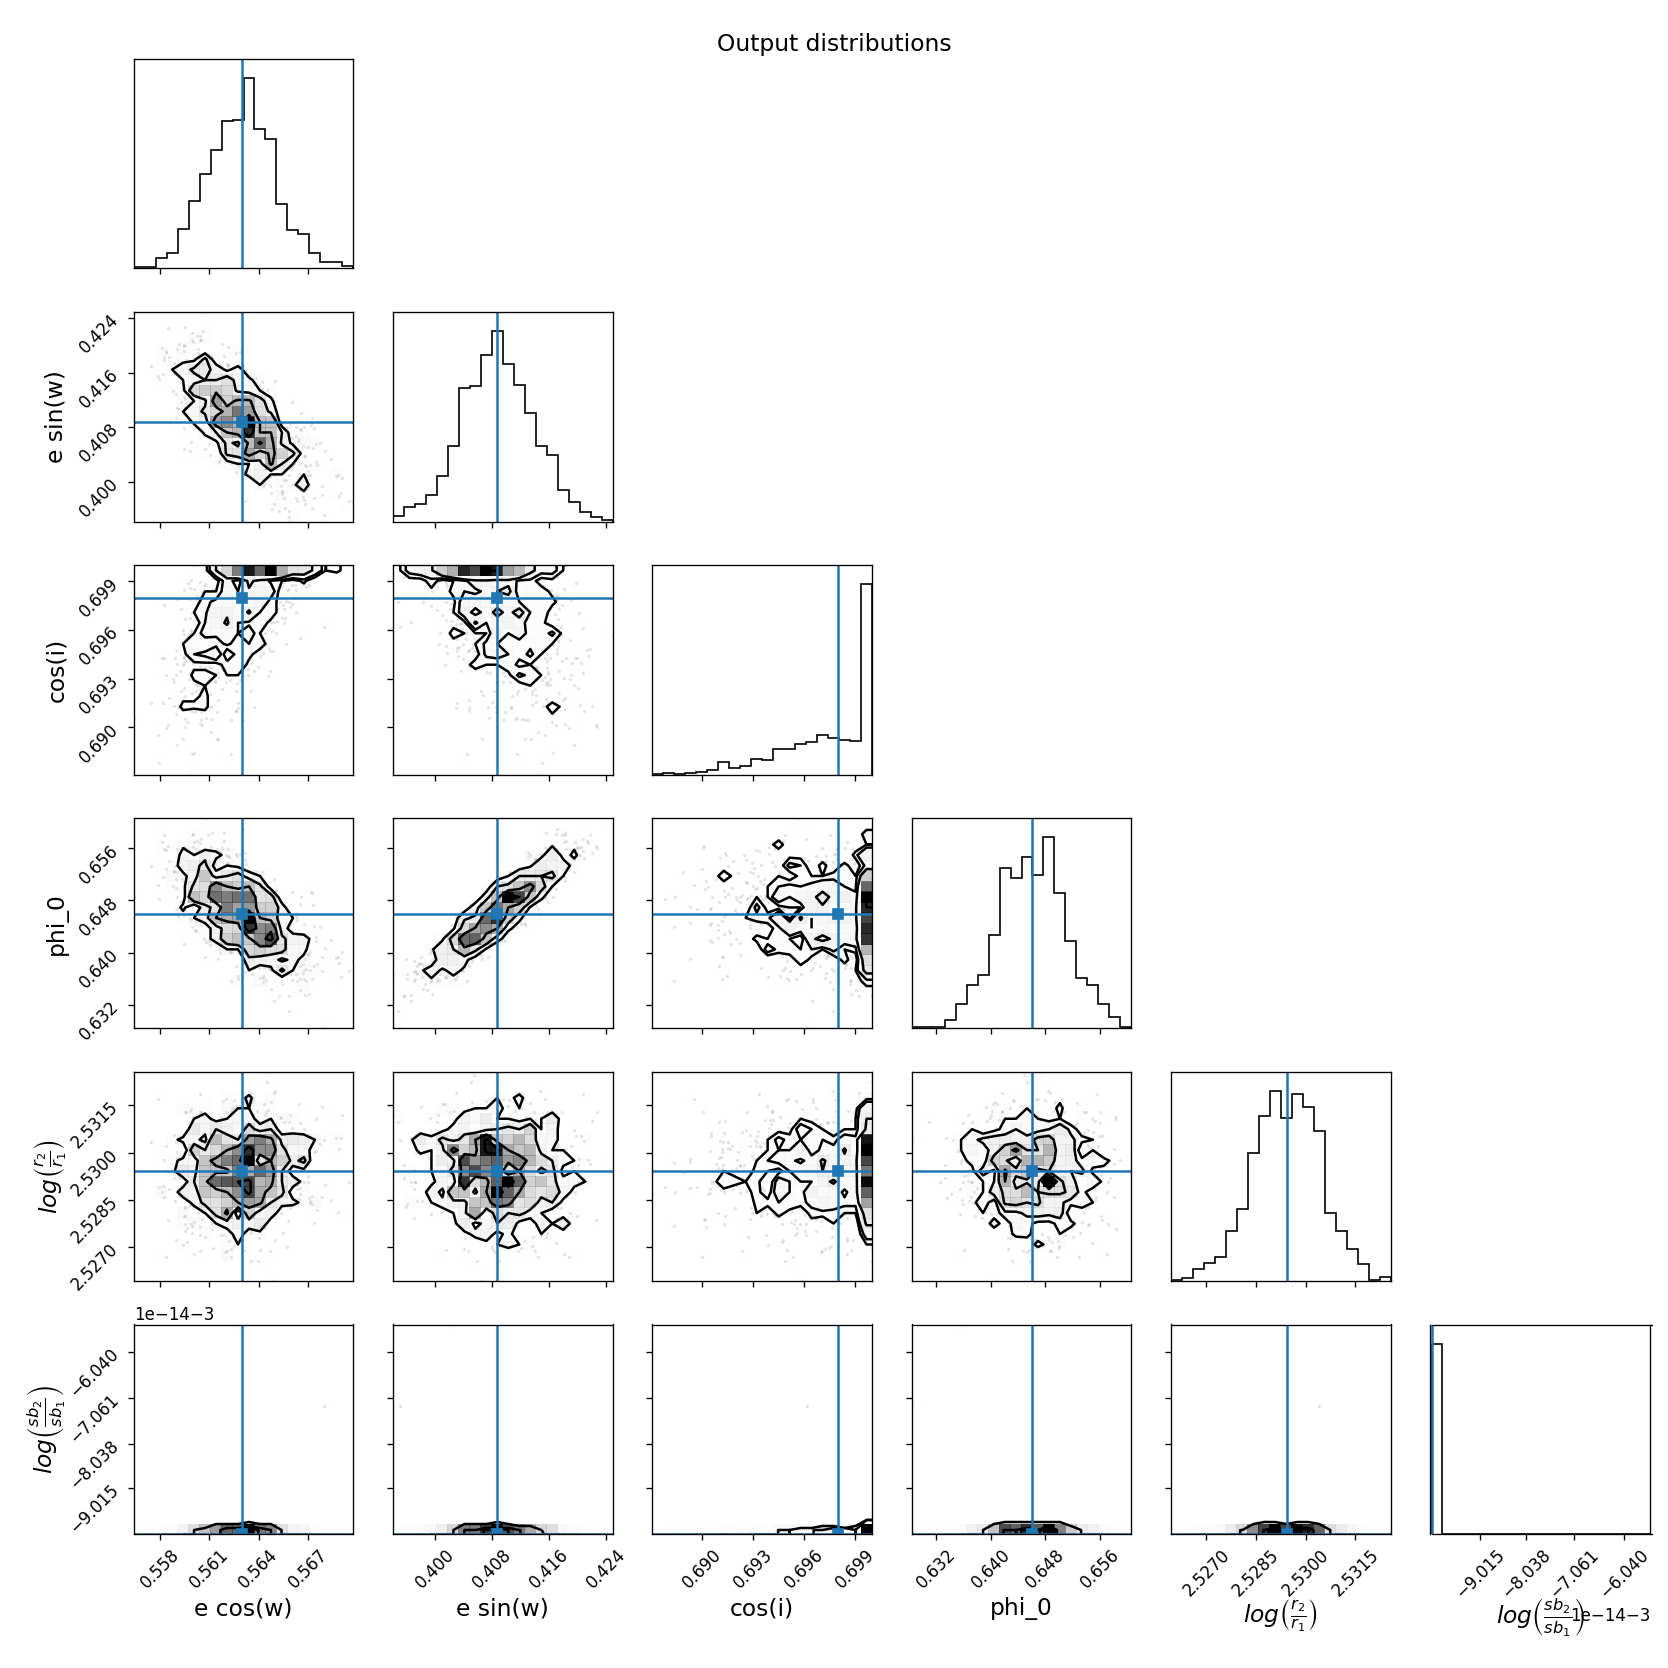 Output distributions
0.424
0.416
0.408
0.400
e sin(w)
0.699
0.696
0.693
0.690
cos(i)
0.656
0.648
0.640
0.632
phi_0
2.5315
2.5300
2.5285
2.5270
log(r₂/r₁)
1e−14−3
−6.040
−7.061
−8.038
−9.015
log(sb₂/sb₁)
0.558 0.561 0.564 0.567
0.400 0.408 0.416 0.424
0.690 0.693 0.696 0.699
0.632 0.640 0.648 0.656
2.5270 2.5285 2.5300 2.5315
−9.015 −8.038 −7.061 −6.040
e cos(w)
e sin(w)
cos(i)
phi_0
log(r₂/r₁)
log(sb₂/sb₁)
1e−14−3